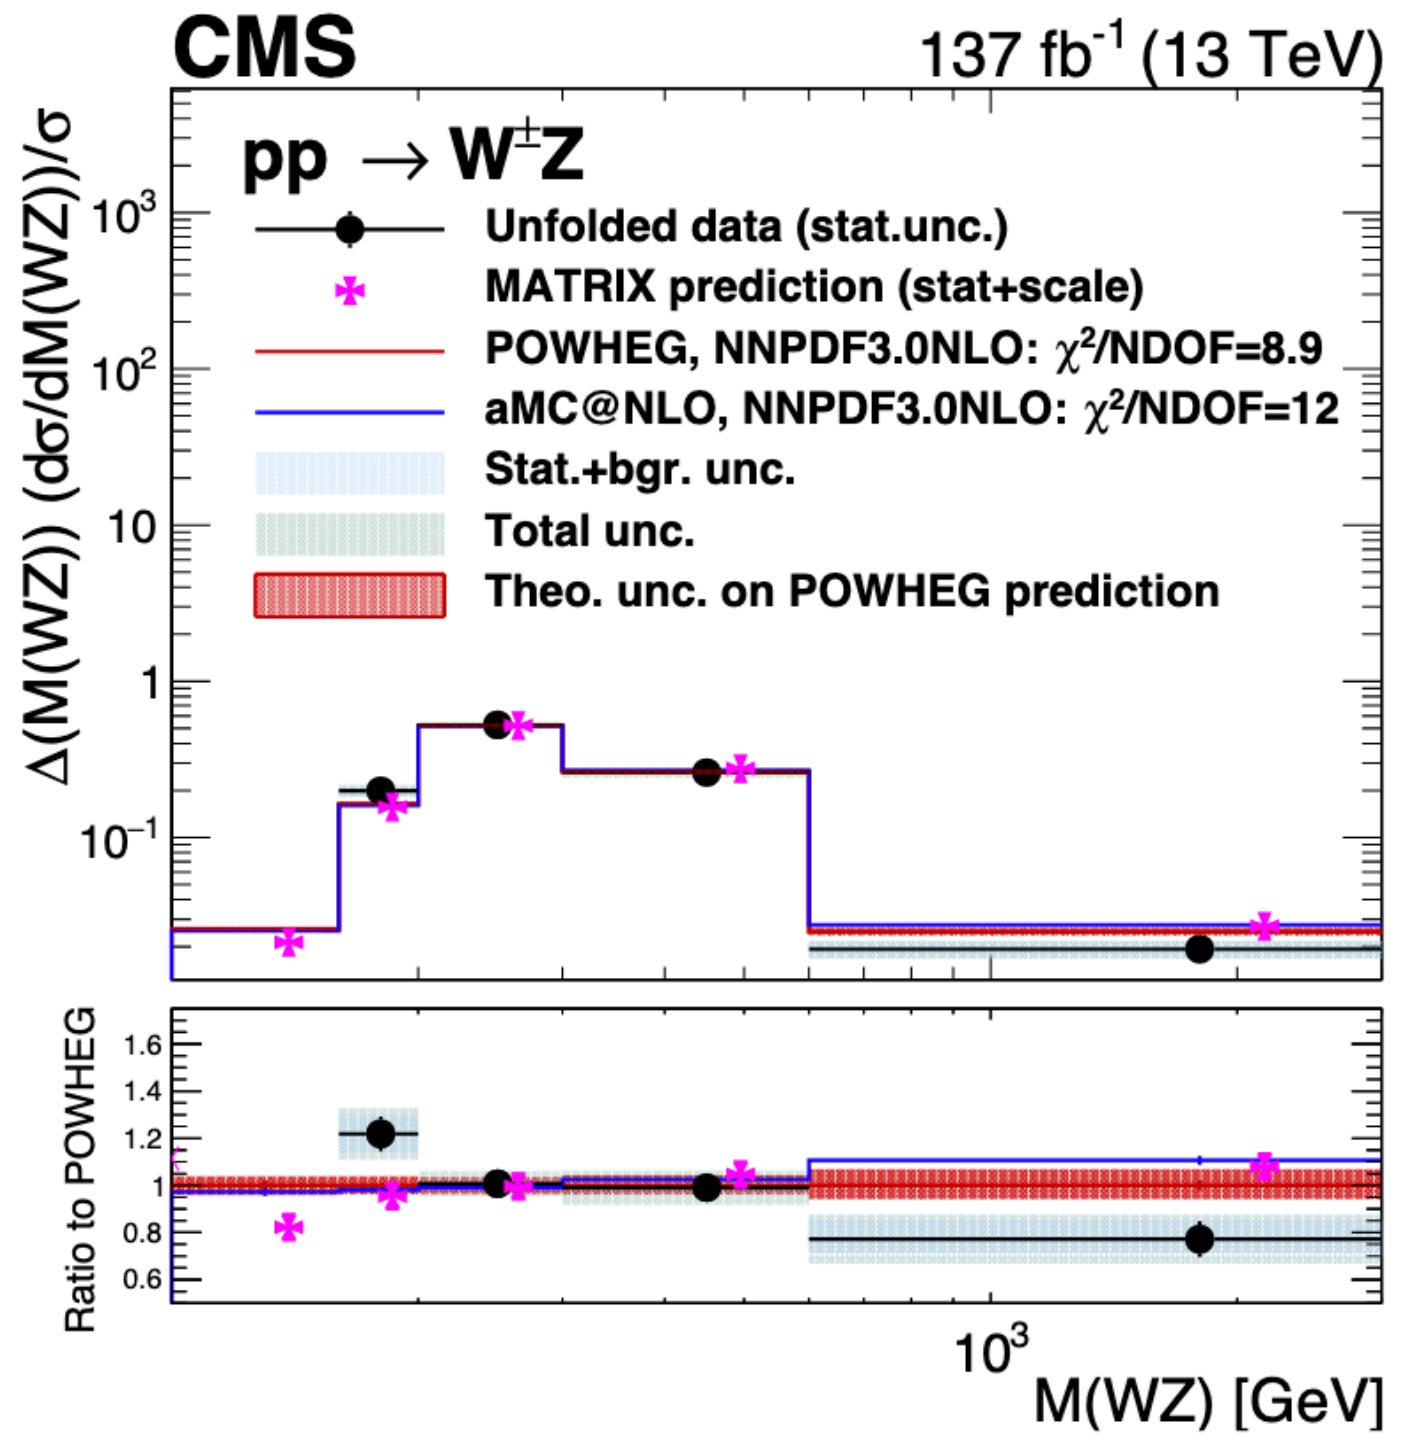 CMS
137 fb⁻¹ (13 TeV)
pp → W±Z
Unfolded data (stat.unc.)
MATRIX prediction (stat+scale)
POWHEG, NNPDF3.0NLO: χ²/NDOF=8.9
aMC@NLO, NNPDF3.0NLO: χ²/NDOF=12
Stat.+bgr. unc.
Total unc.
Theo. unc. on POWHEG prediction
Δ(M(WZ)) (dσ/dM(WZ))/σ
10³
10²
10
1
10⁻¹
Ratio to POWHEG
1.6
1.4
1.2
1
0.8
0.6
10³
M(WZ) [GeV]